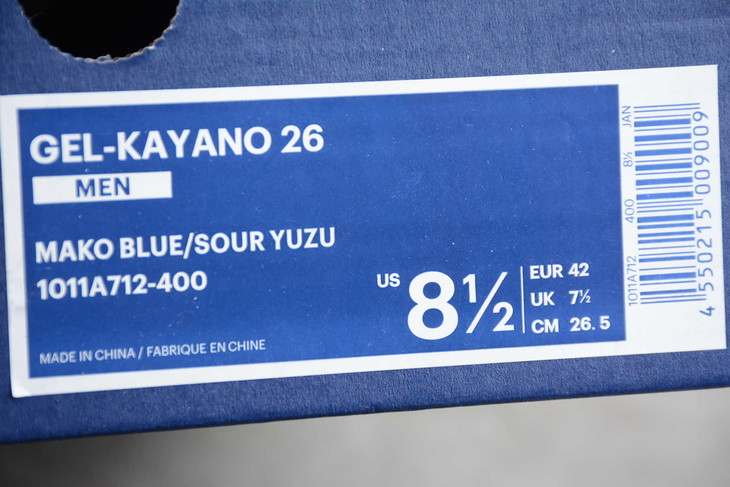 GEL-KAYANO 26
MEN
MAKO BLUE/SOUR YUZU
1011A712-400
US 8½
EUR 42
UK 7½
CM 26.5
MADE IN CHINA / FABRIQUE EN CHINE
1011A712 400 8½ JAN
4 550215 009009